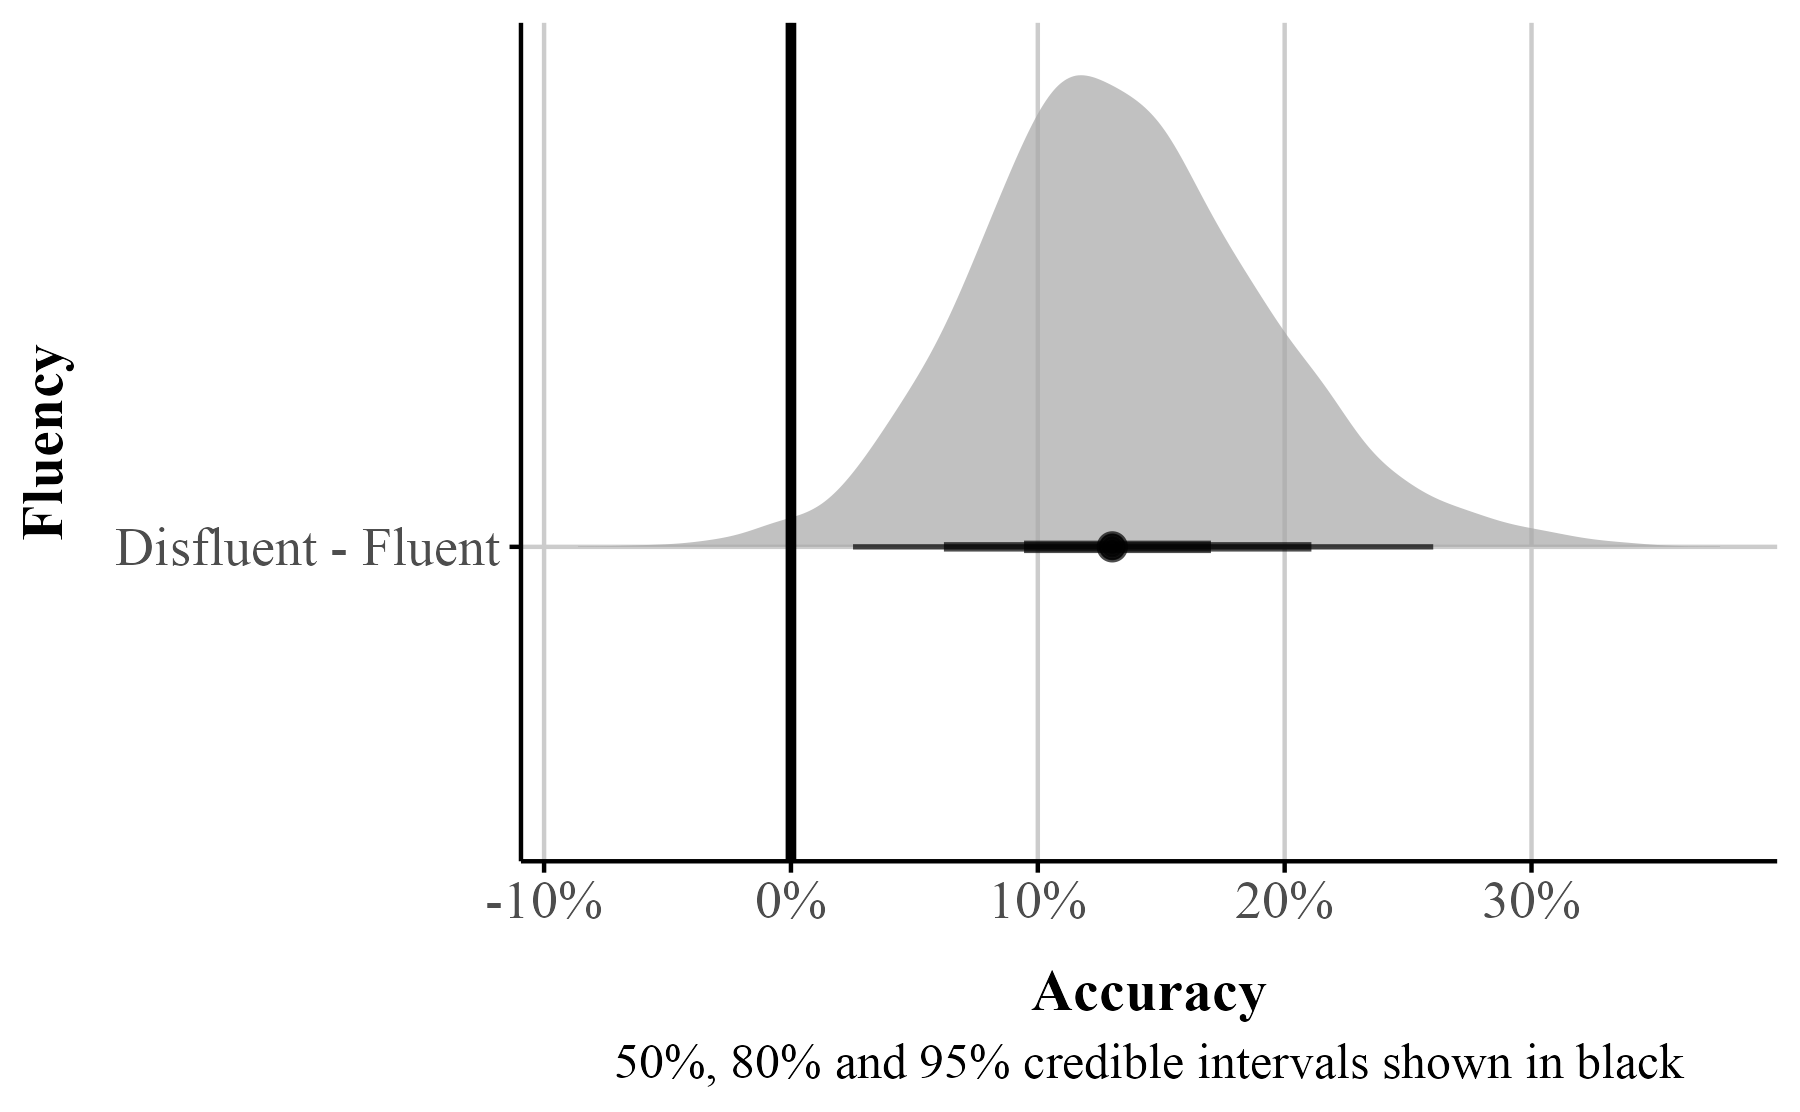 Fluency
Disfluent - Fluent
-10% 0% 10% 20% 30%
Accuracy
50%, 80% and 95% credible intervals shown in black